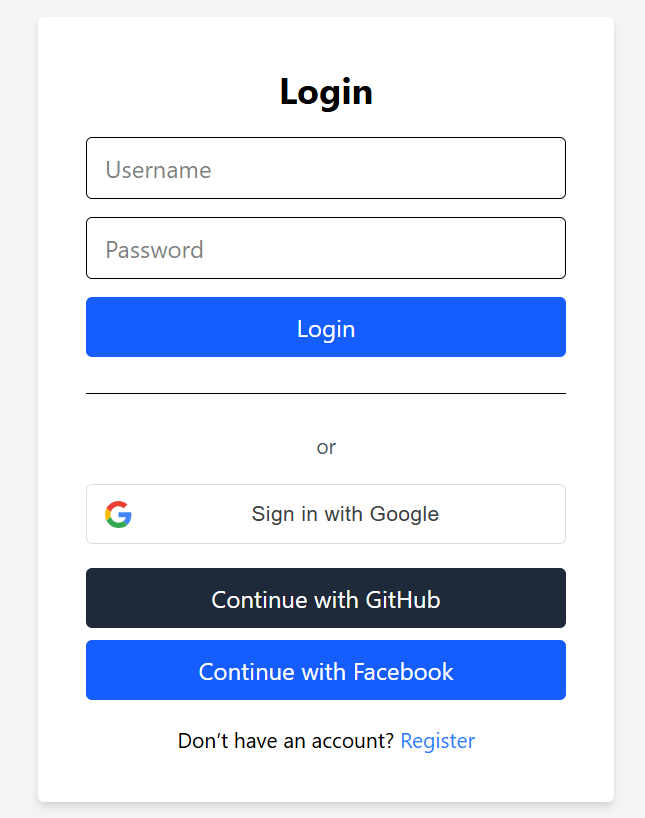 Login
Username
Password
Login
or
Sign in with Google
Continue with GitHub
Continue with Facebook
Don’t have an account? Register